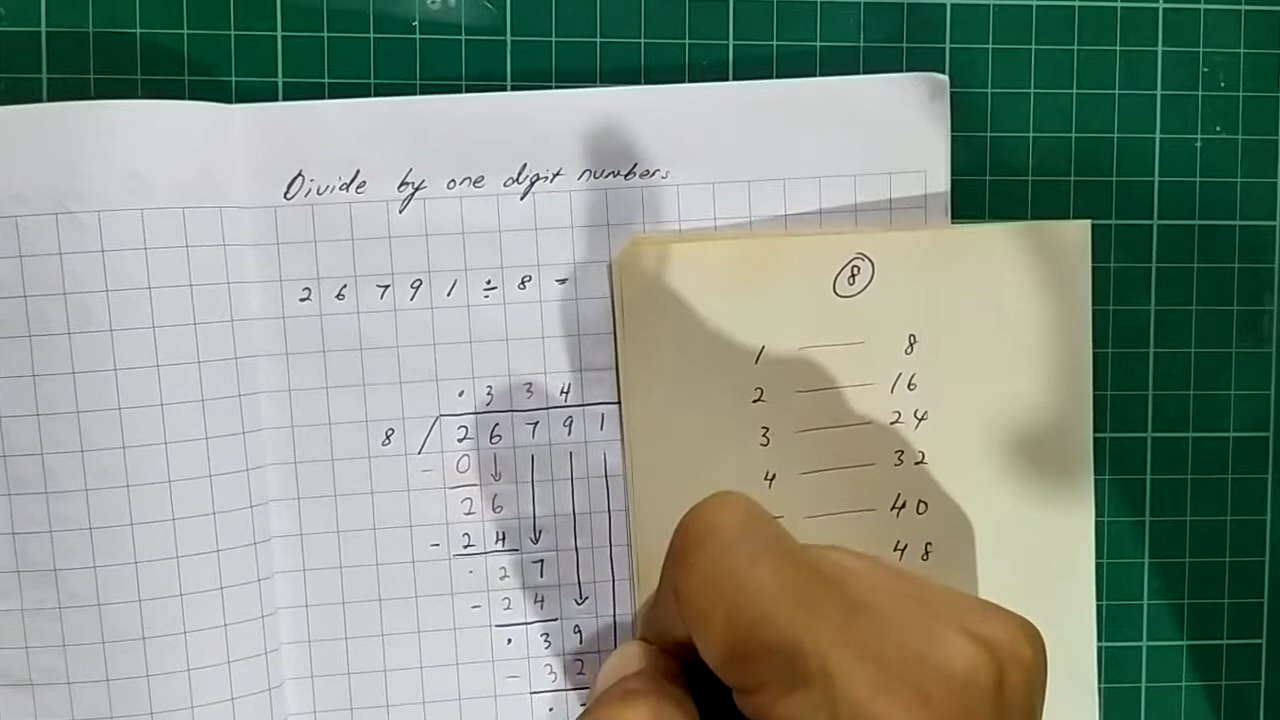 Divide by one digit numbers
2 6 7 9 1 ÷ 8 =
. 3 3 4
8 / 2 6 7 9 1
- 0
2 6
- 2 4
. 2 7
- 2 4
. 3 9
- 3 2
.
8
1 — 8
2 — 16
3 — 24
4 — 32
— 40
48